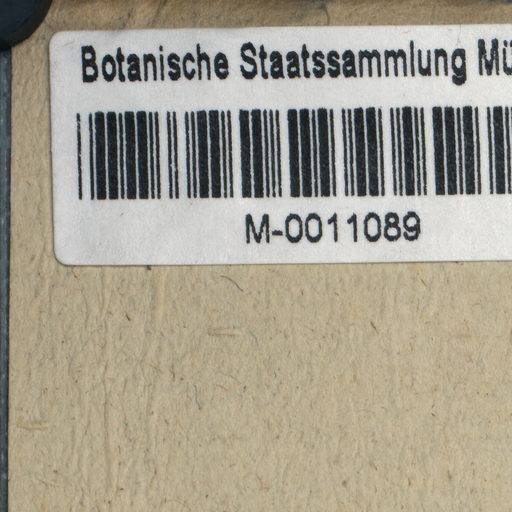 Botanische Staatssammlung Mü
M-0011089